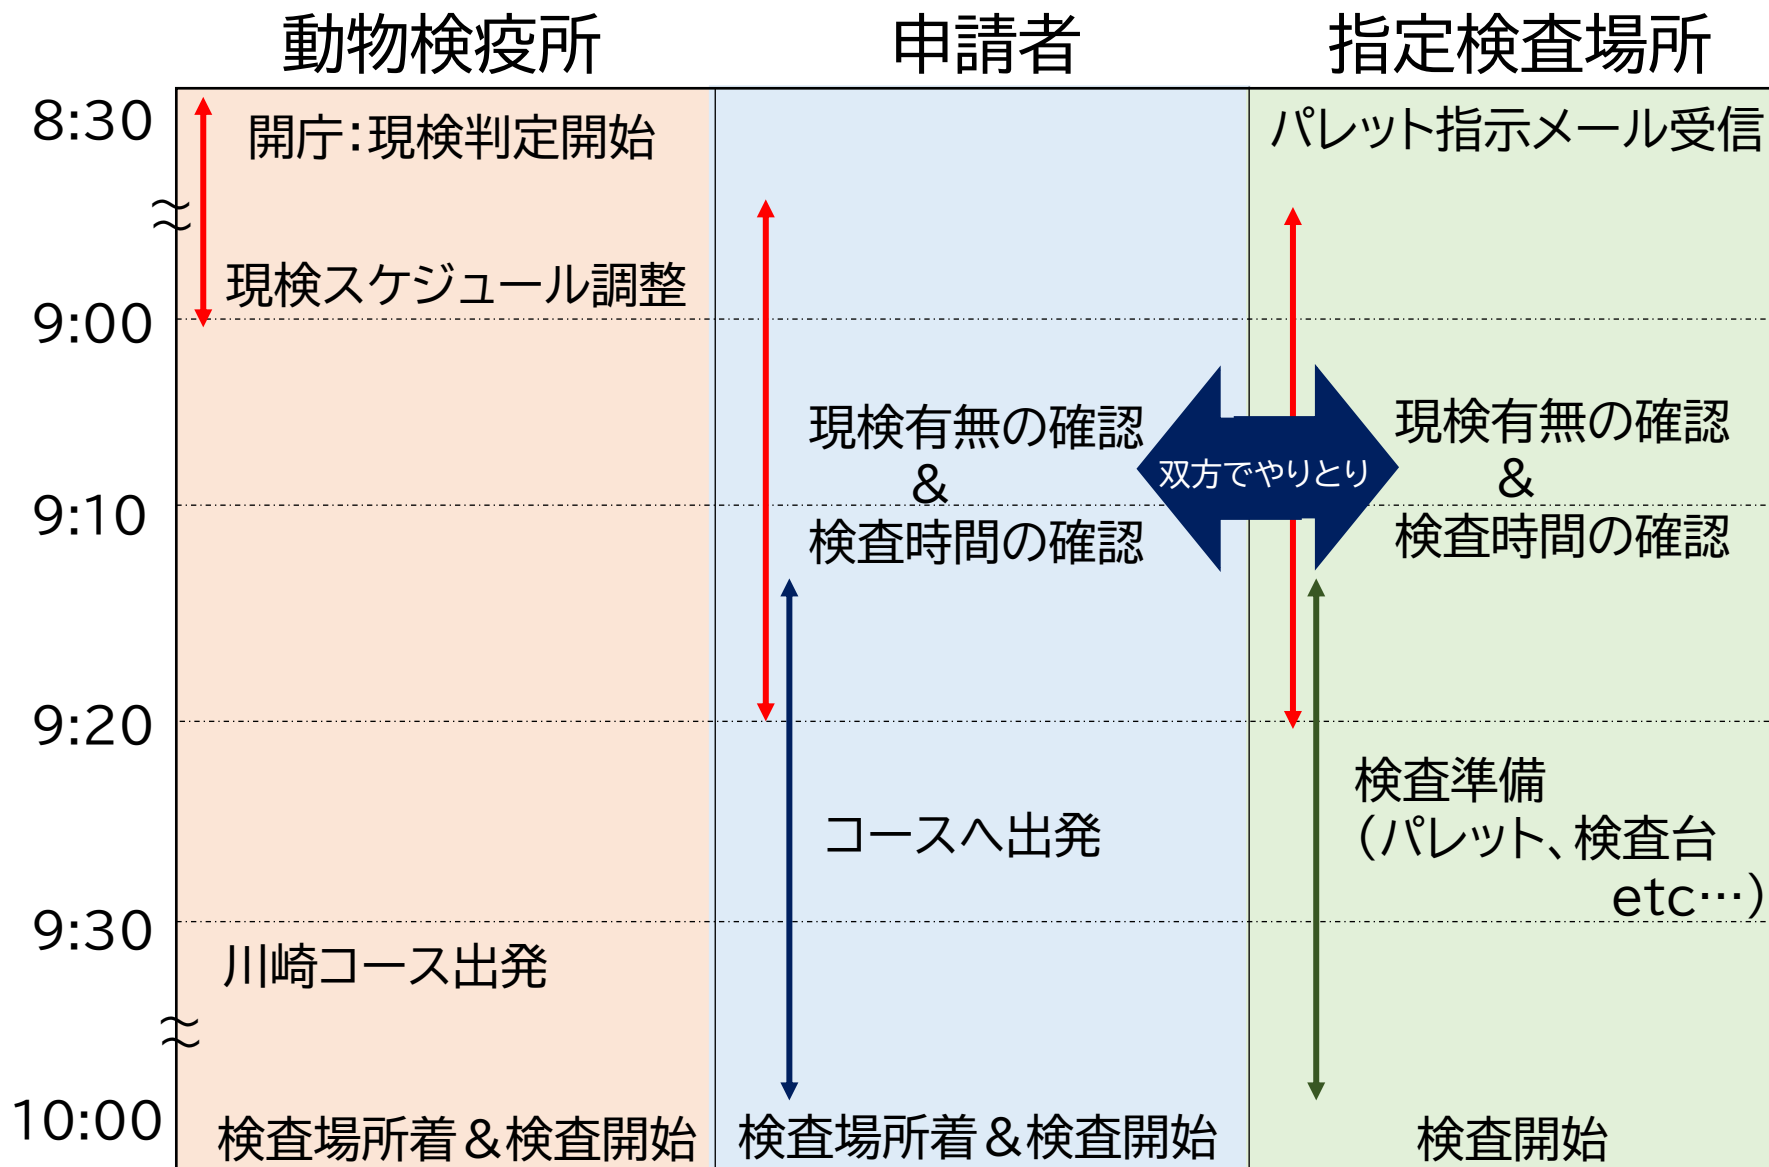 動物検疫所
申請者
指定検査場所
8:30
開庁：現検判定開始
パレット指示メール受信
現検スケジュール調整
9:00
現検有無の確認
&
検査時間の確認
双方でやりとり
現検有無の確認
&
検査時間の確認
9:10
9:20
コースへ出発
検査準備
（パレット、検査台
etc…）
9:30
川崎コース出発
10:00
検査場所着＆検査開始
検査場所着＆検査開始
検査開始